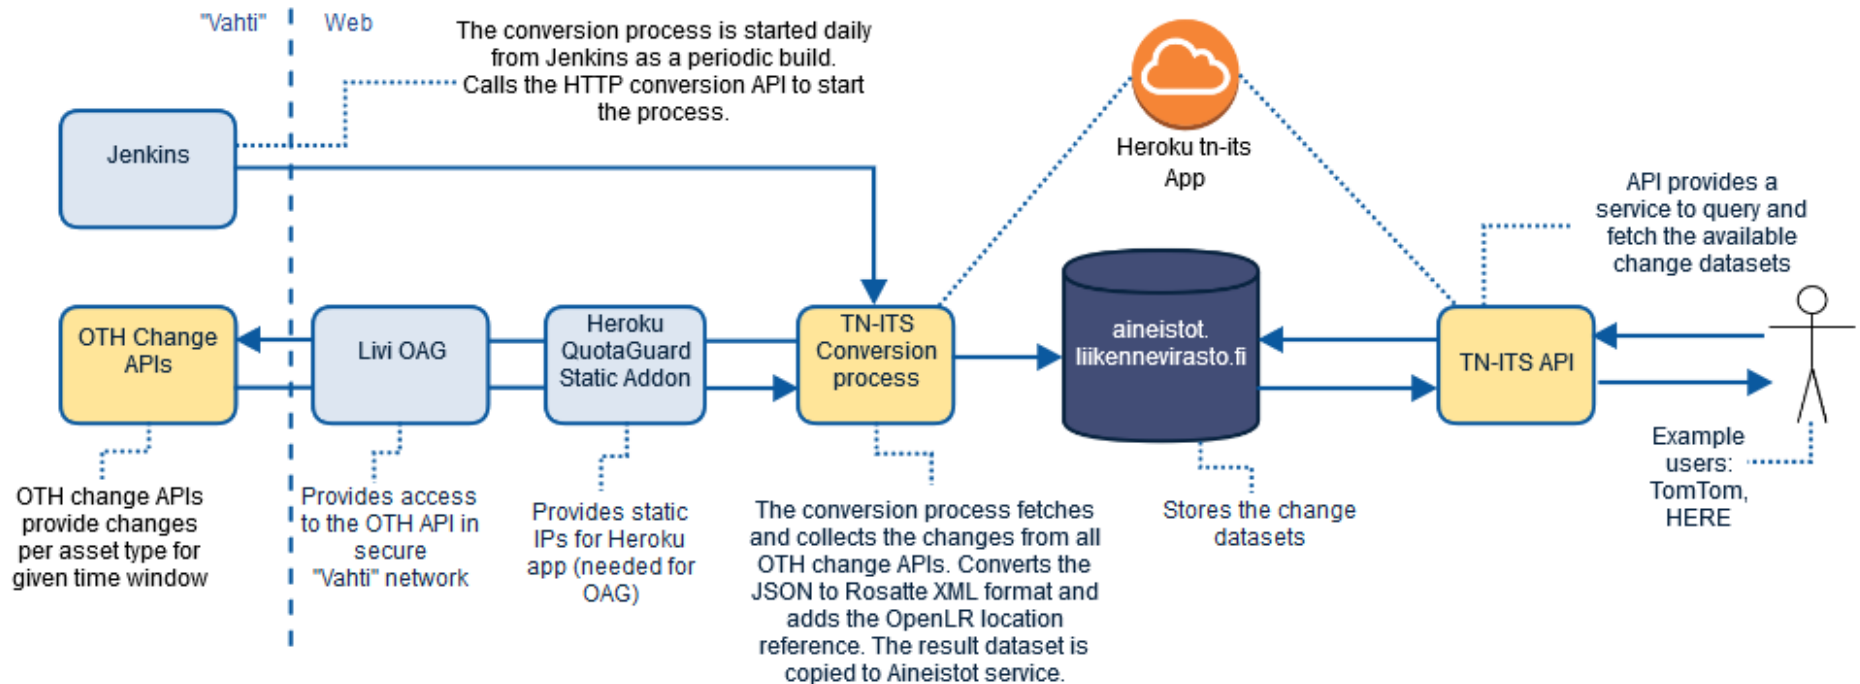 "Vahti"
Web
The conversion process is started daily
from Jenkins as a periodic build.
Calls the HTTP conversion API to start
the process.
Jenkins
Heroku tn-its
App
API provides a
service to query and
fetch the available
change datasets
OTH Change
APIs
Livi OAG
Heroku
QuotaGuard
Static Addon
TN-ITS
Conversion
process
aineistot.
liikennevirasto.fi
TN-ITS API
OTH change APIs
provide changes
per asset type for
given time window
Provides access
to the OTH API in
secure
"Vahti" network
Provides static
IPs for Heroku
app (needed for
OAG)
The conversion process fetches
and collects the changes from all
OTH change APIs. Converts the
JSON to Rosatte XML format and
adds the OpenLR location
reference. The result dataset is
copied to Aineistot service.
Stores the change
datasets
Example
users:
TomTom,
HERE